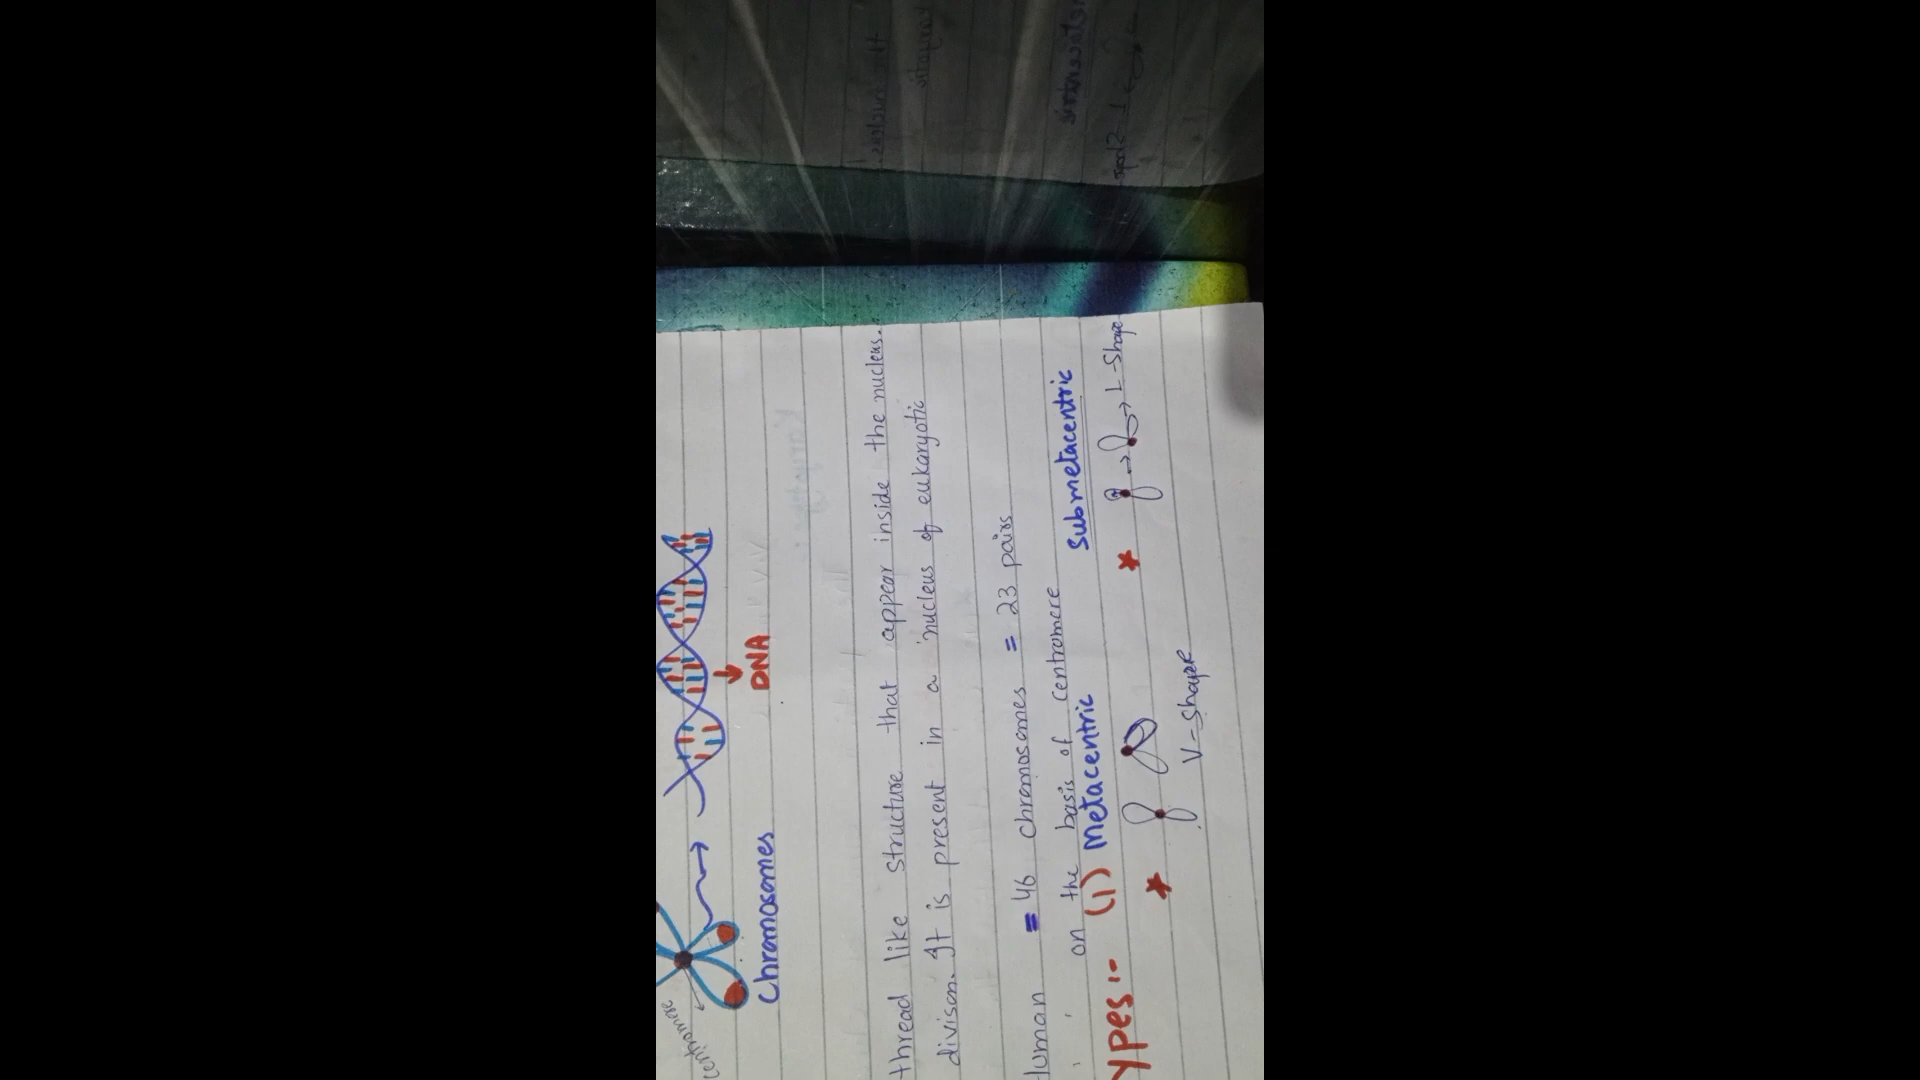 centromere
Chromosomes
DNA
thread like structure that appear inside the nucleus.
divison. It is present in a nucleus of eukaryotic
Human = 46 chromosomes = 23 pairs
on the basis of centromere
ypes:- (1) Metacentric Submetacentric
L-Shape
V-Shape